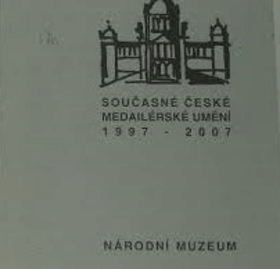 SOUČASNÉ ČESKÉ
MEDAILÉRSKÉ UMĚNÍ
1997 - 2007
NÁRODNÍ MUZEUM